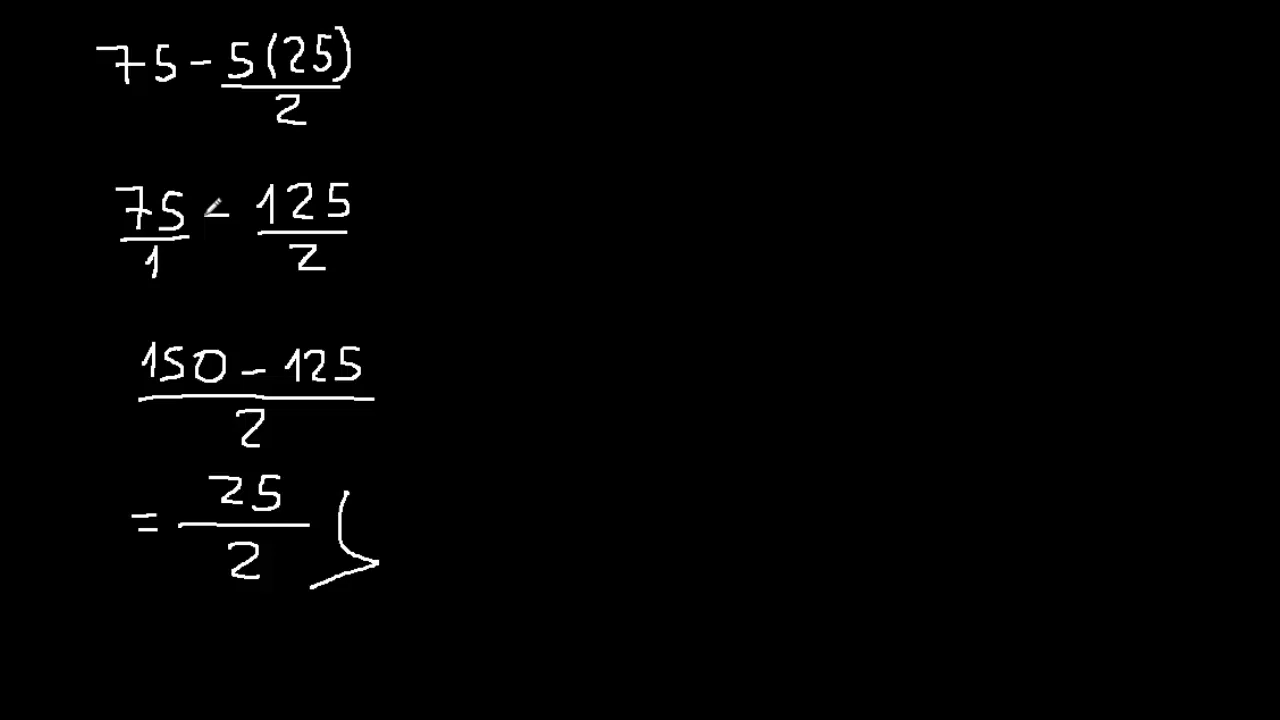 75 - 5(25)/2
75/1 - 125/2
150 - 125/2
= 25/2